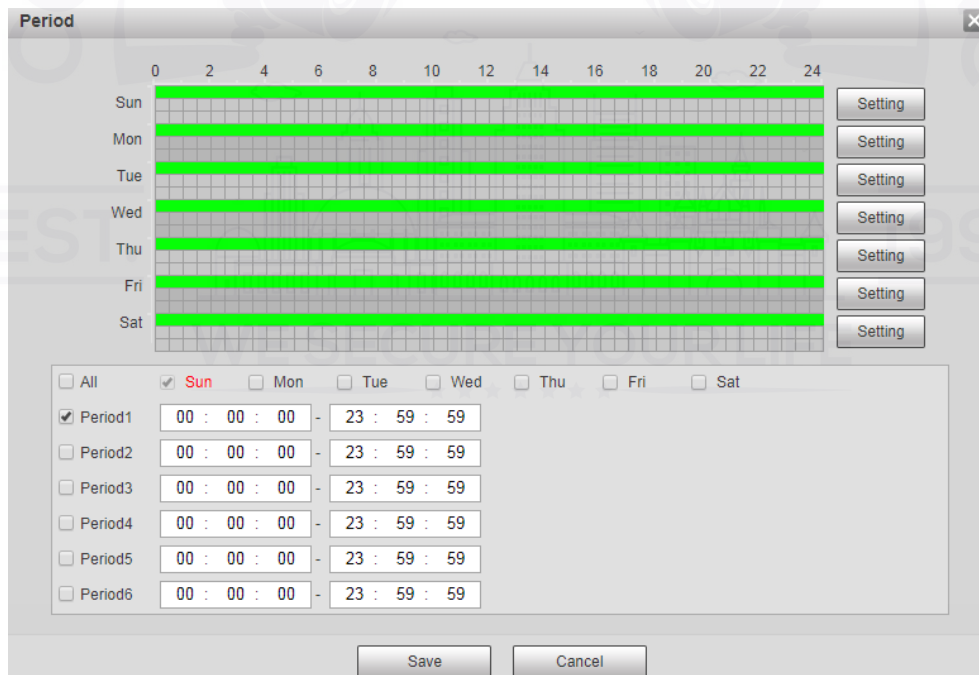 Period
0 2 4 6 8 10 12 14 16 18 20 22 24
Sun Setting
Mon Setting
Tue Setting
Wed Setting
Thu Setting
Fri Setting
Sat Setting
WE SECURE YOUR LIFE
All Sun Mon Tue Wed Thu Fri Sat
Period1 00 : 00 : 00 - 23 : 59 : 59
Period2 00 : 00 : 00 - 23 : 59 : 59
Period3 00 : 00 : 00 - 23 : 59 : 59
Period4 00 : 00 : 00 - 23 : 59 : 59
Period5 00 : 00 : 00 - 23 : 59 : 59
Period6 00 : 00 : 00 - 23 : 59 : 59
Save Cancel